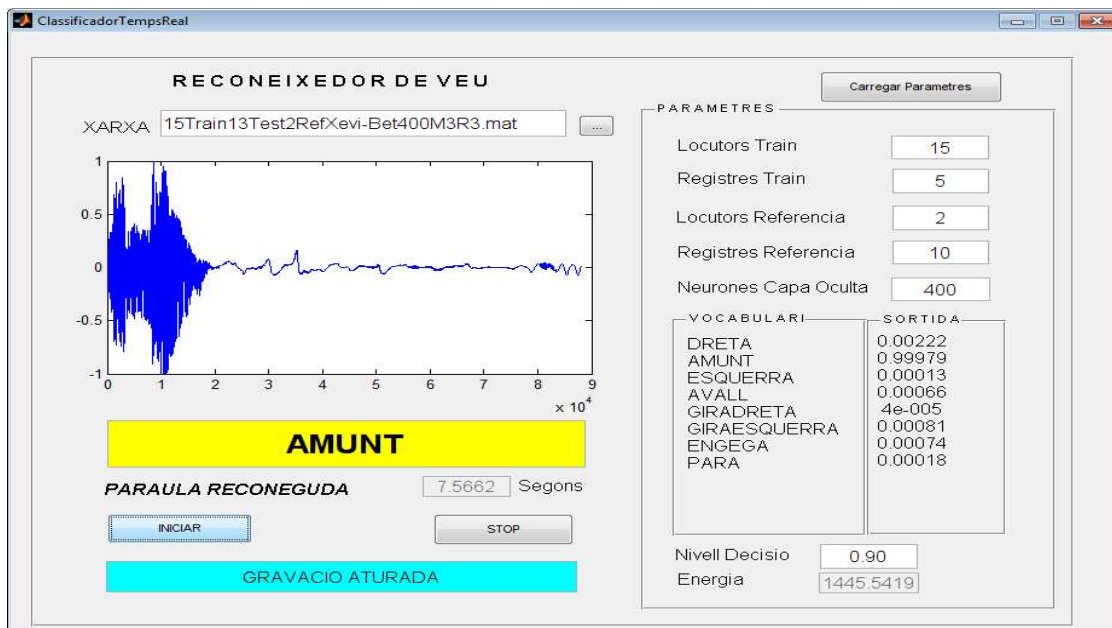 ClassificadorTempsReal
RECONEIXEDOR DE VEU
XARXA 15Train13Test2RefXevi-Bet400M3R3.mat ...
1
0.5
0
-0.5
-1
0 1 2 3 4 5 6 7 8 9
x 10^4
AMUNT
PARAULA RECONEGUDA 7.5662 Segons
INICIAR STOP
GRAVACIO ATURADA
Carregar Parametres
PARAMETRES
Locutors Train 15
Registres Train 5
Locutors Referencia 2
Registres Referencia 10
Neurones Capa Oculta 400
VOCABULARI SORTIDA
DRETA 0.00222
AMUNT 0.99979
ESQUERRA 0.00013
AVALL 0.00066
GIRADRETA 4e-005
GIRAESQUERRA 0.00081
ENGEGA 0.00074
PARA 0.00018
Nivell Decisio 0.90
Energia 1445.5419